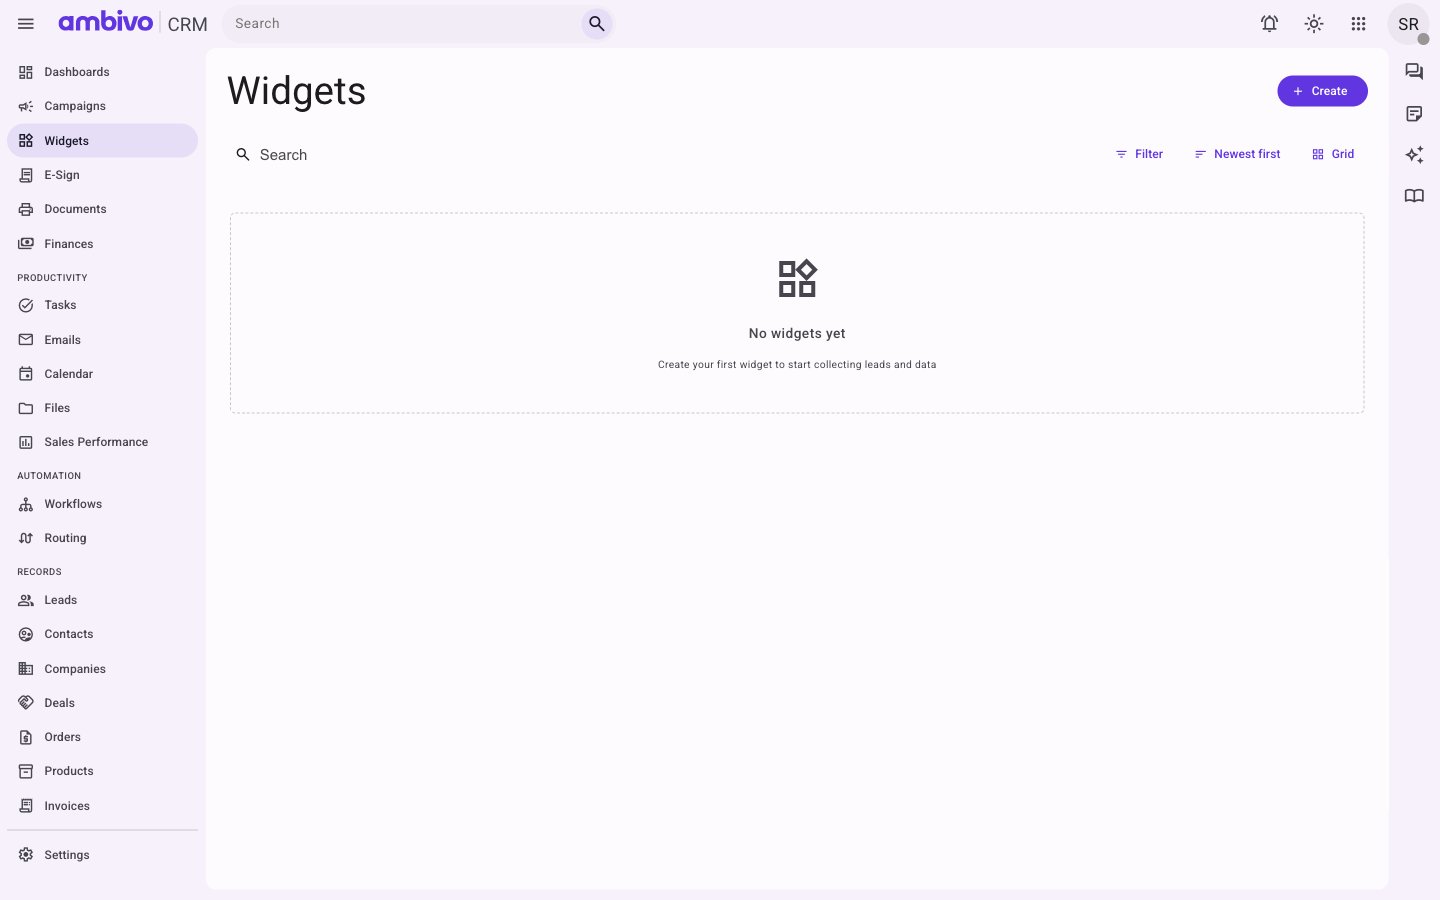 ambivo CRM
Search
SR
Dashboards
Campaigns
Widgets
E-Sign
Documents
Finances
PRODUCTIVITY
Tasks
Emails
Calendar
Files
Sales Performance
AUTOMATION
Workflows
Routing
RECORDS
Leads
Contacts
Companies
Deals
Orders
Products
Invoices
Settings
Widgets
+ Create
Search
Filter
Newest first
Grid
No widgets yet
Create your first widget to start collecting leads and data